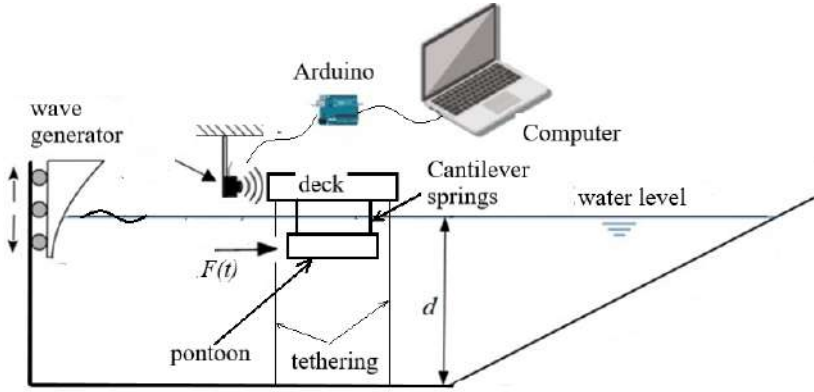 Arduino
wave
generator
Computer
Cantilever
springs
deck
water level
F(t)
d
pontoon
tethering